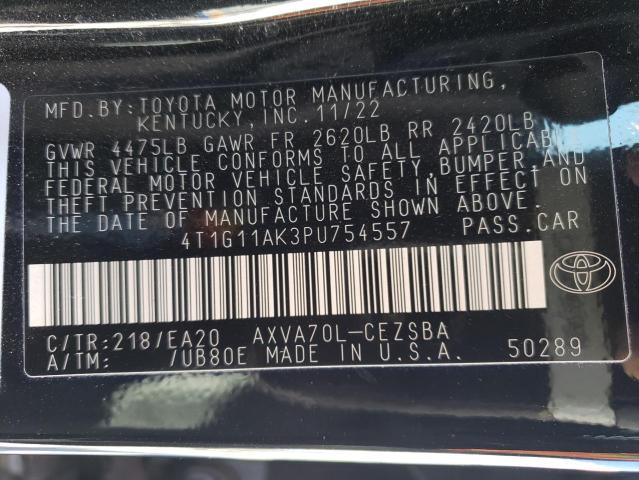 MFD. BY: TOYOTA MOTOR MANUFACTURING,
KENTUCKY, INC. 11/22
GVWR 4475LB GAWR FR 2620LB RR 2420LB
THIS VEHICLE CONFORMS TO ALL APPLICABLE
FEDERAL MOTOR VEHICLE SAFETY, BUMPER, AND
THEFT PREVENTION STANDARDS IN EFFECT ON
THE DATE OF MANUFACTURE SHOWN ABOVE.
4T1G11AK3PU754557 PASS. CAR
C/TR: 218/EA20 AXVA70L-CEZSBA
A/TM: /UB80E MADE IN U.S.A. 50289